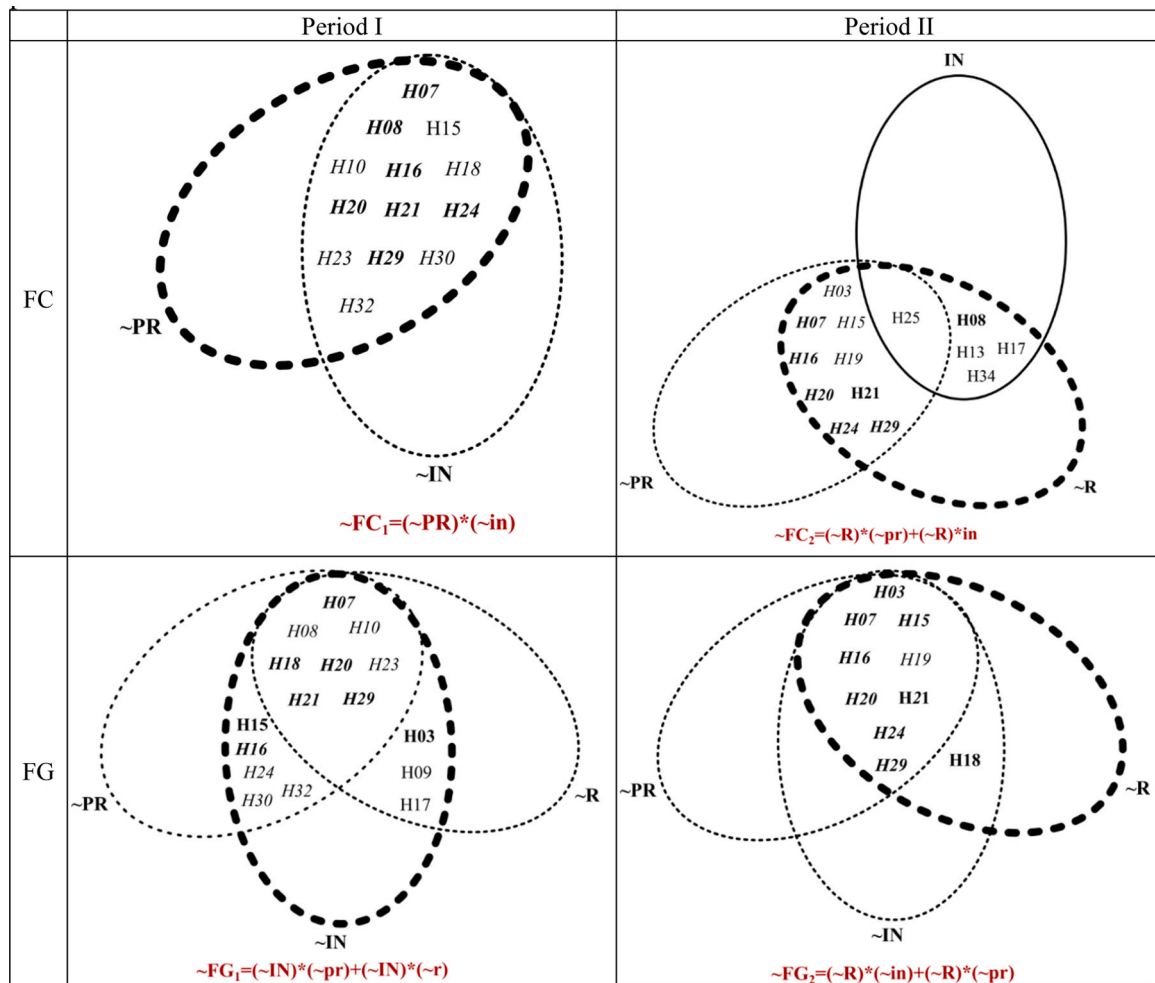 Period I
Period II
FC
H07
H08 H15
H10 H16 H18
H20 H21 H24
H23 H29 H30
H32
~PR
~IN
~FC₁=(~PR)*(~in)
IN
H03
H07 H15 H25 H08
H16 H19 H13 H17
H34
H20 H21
H24 H29
~PR
~R
~FC₂=(~R)*(~pr)+(~R)*in
FG
H07
H08 H10
H18 H20 H23
H21 H29
H15 H03
H16
H24 H09
H30 H32 H17
~PR
~R
~IN
~FG₁=(~IN)*(~pr)+(~IN)*(~r)
H03
H07 H15
H16 H19
H20 H21
H24
H29 H18
~PR
~R
~IN
~FG₂=(~R)*(~in)+(~R)*(~pr)